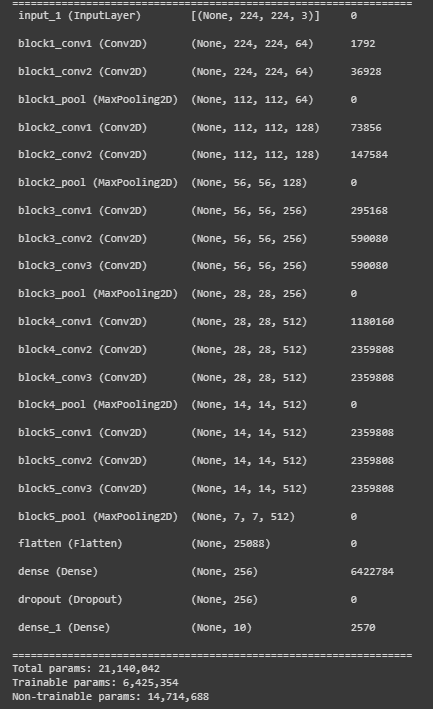 =================================================================
input_1 (InputLayer) [(None, 224, 224, 3)] 0
block1_conv1 (Conv2D) (None, 224, 224, 64) 1792
block1_conv2 (Conv2D) (None, 224, 224, 64) 36928
block1_pool (MaxPooling2D) (None, 112, 112, 64) 0
block2_conv1 (Conv2D) (None, 112, 112, 128) 73856
block2_conv2 (Conv2D) (None, 112, 112, 128) 147584
block2_pool (MaxPooling2D) (None, 56, 56, 128) 0
block3_conv1 (Conv2D) (None, 56, 56, 256) 295168
block3_conv2 (Conv2D) (None, 56, 56, 256) 590080
block3_conv3 (Conv2D) (None, 56, 56, 256) 590080
block3_pool (MaxPooling2D) (None, 28, 28, 256) 0
block4_conv1 (Conv2D) (None, 28, 28, 512) 1180160
block4_conv2 (Conv2D) (None, 28, 28, 512) 2359808
block4_conv3 (Conv2D) (None, 28, 28, 512) 2359808
block4_pool (MaxPooling2D) (None, 14, 14, 512) 0
block5_conv1 (Conv2D) (None, 14, 14, 512) 2359808
block5_conv2 (Conv2D) (None, 14, 14, 512) 2359808
block5_conv3 (Conv2D) (None, 14, 14, 512) 2359808
block5_pool (MaxPooling2D) (None, 7, 7, 512) 0
flatten (Flatten) (None, 25088) 0
dense (Dense) (None, 256) 6422784
dropout (Dropout) (None, 256) 0
dense_1 (Dense) (None, 10) 2570
=================================================================
Total params: 21,140,042
Trainable params: 6,425,354
Non-trainable params: 14,714,688